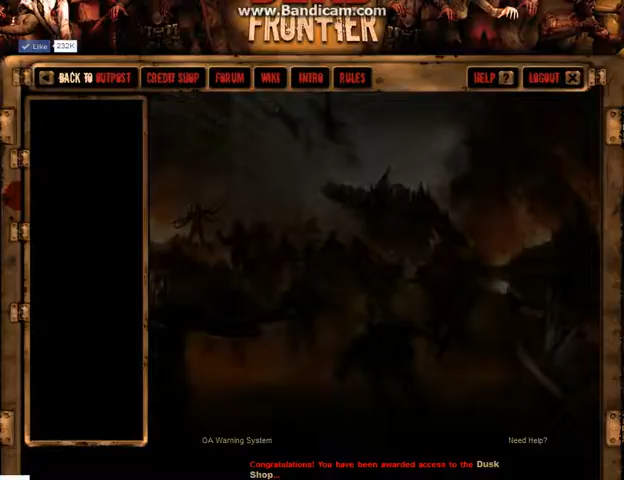 www.Bandicam.com
FRONTIER
Like 232K
BACK TO OUTPOST CREDIT SHOP FORUM WIKI INTRO RULES HELP ? LOGOUT X
OA Warning System Need Help?
Congratulations! You have been awarded access to the Dusk
Shop...